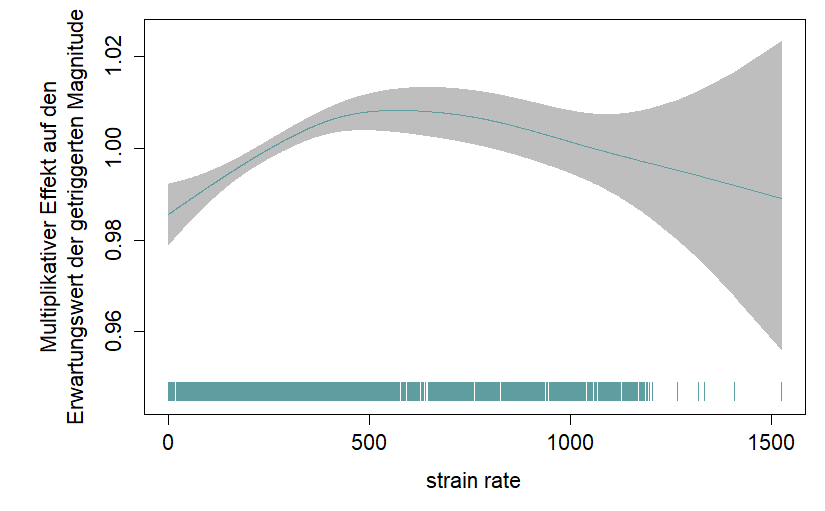 Multiplikativer Effekt auf den
Erwartungswert der getriggerten Magnitude
1.02
1.00
0.98
0.96
0
500
1000
1500
strain rate